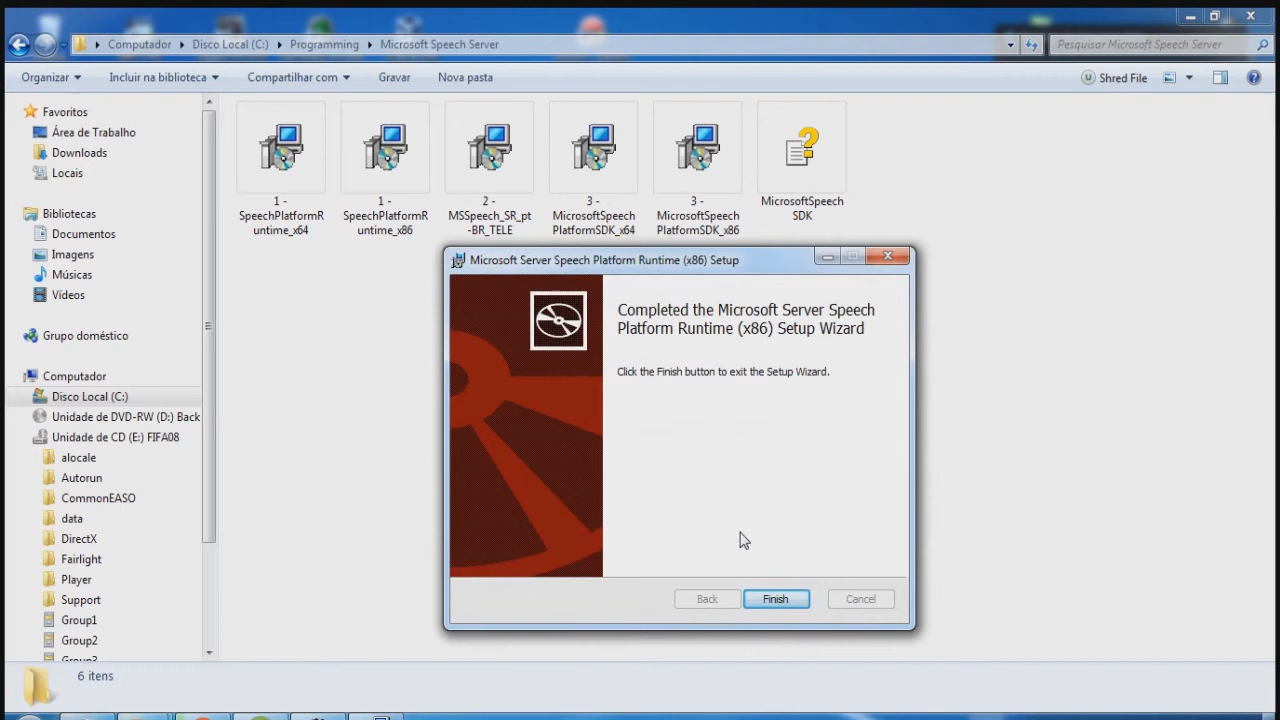 Computador
Disco Local (C:)
Programming
Microsoft Speech Server
Pesquisar Microsoft Speech Server
Organizar
Incluir na biblioteca
Compartilhar com
Gravar
Nova pasta
Shred File
Favoritos
Área de Trabalho
Downloads
Locais
Bibliotecas
Documentos
Imagens
Músicas
Vídeos
Grupo doméstico
Computador
Disco Local (C:)
Unidade de DVD-RW (D:) Back
Unidade de CD (E:) FIFA08
alocale
Autorun
CommonEASO
data
DirectX
Fairlight
Player
Support
Group1
Group2
Group3
1 -
SpeechPlatformR
untime_x64
1 -
SpeechPlatformR
untime_x86
2 -
MSSpeech_SR_pt
-BR_TELE
3 -
MicrosoftSpeech
PlatformSDK_x64
3 -
MicrosoftSpeech
PlatformSDK_x86
MicrosoftSpeech
SDK
Microsoft Server Speech Platform Runtime (x86) Setup
Completed the Microsoft Server Speech
Platform Runtime (x86) Setup Wizard
Click the Finish button to exit the Setup Wizard.
Back
Finish
Cancel
6 itens